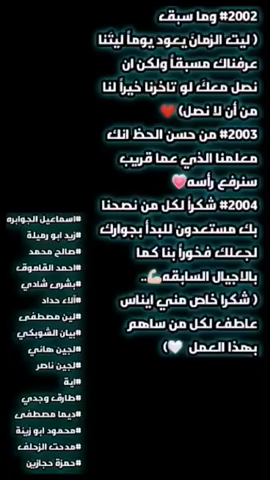 #2002 وما سبق
( ليت الزمانَ يعود يوماً ليتَنا
عرفناك مسبقاً ولكن ان
نصل معكَ لو تاخرنا خيراً لنا
من أن لا نصل) ❤️
#2003 من حسن الحظ انك
معلمنا الذي عما قريب
سنرفع رأسه💗
#2004 شكراً لكل من نصحنا
بك مستعدون للبدأ بجوارك
لجعلك فخوراً بنا كما
بالاجيال السابقه💪🏻..
( شكرا خاص مني ايناس
عاطف لكل من ساهم
بهذا العمل 🤍)
#اسماعيل الجوابره
#زيد ابو رميلة
#صالح محمد
#احمد القاموق
#بشرى شادي
#آلاء حداد
#لين مصطفى
#بيان الشوبكي
#لجين هاني
#لجين ناصر
#اية
#طارق وجدي
#ديما مصطفى
#محمود ابو زينة
#مدحت الزحلف
#حمزة حجازين